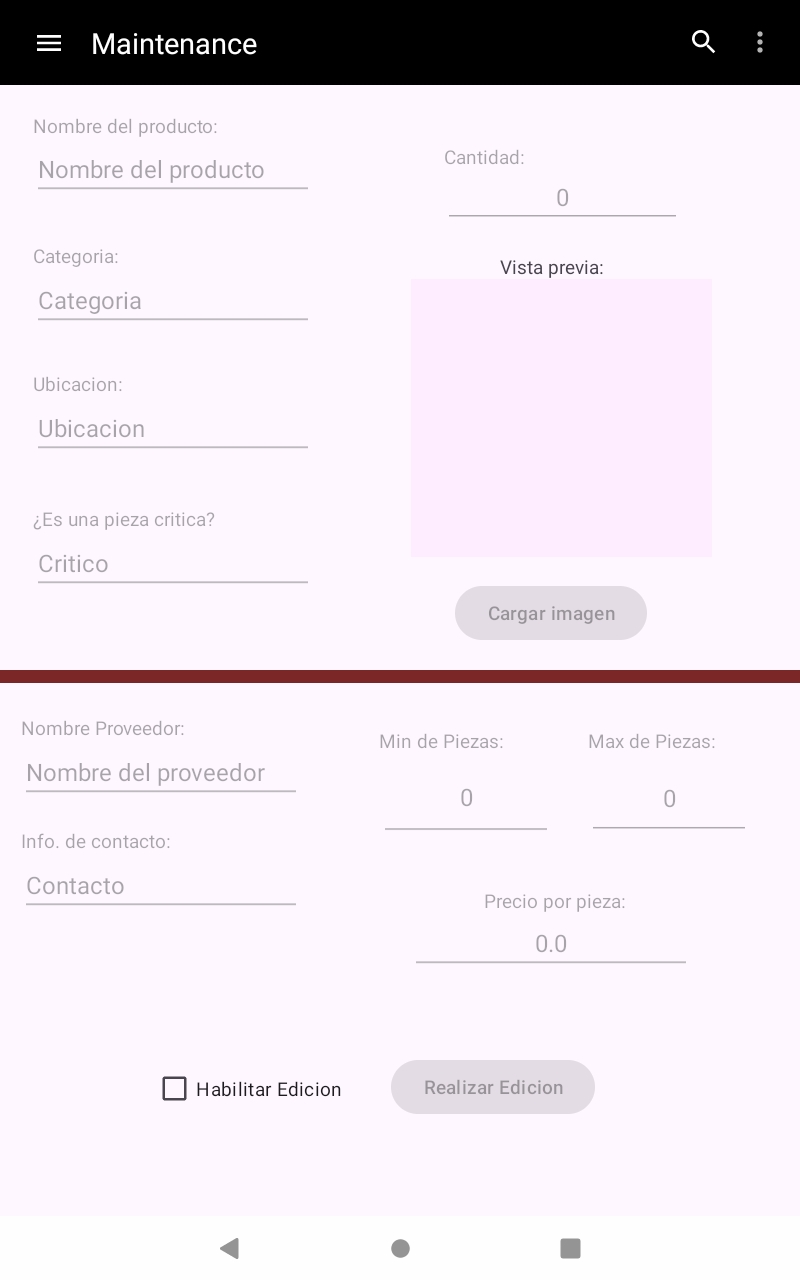 Maintenance
Nombre del producto:
Nombre del producto
Cantidad:
0
Categoria:
Categoria
Vista previa:
Ubicacion:
Ubicacion
¿Es una pieza critica?
Critico
Cargar imagen
Nombre Proveedor:
Nombre del proveedor
Min de Piezas:
0
Max de Piezas:
0
Info. de contacto:
Contacto
Precio por pieza:
0.0
Habilitar Edicion
Realizar Edicion